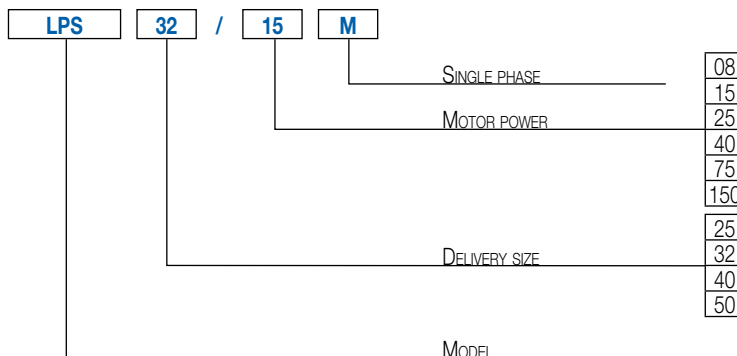 LPS 32 / 15 M
SINGLE PHASE
MOTOR POWER
08
15
25
40
75
150
DELIVERY SIZE
25
32
40
50
MODEL